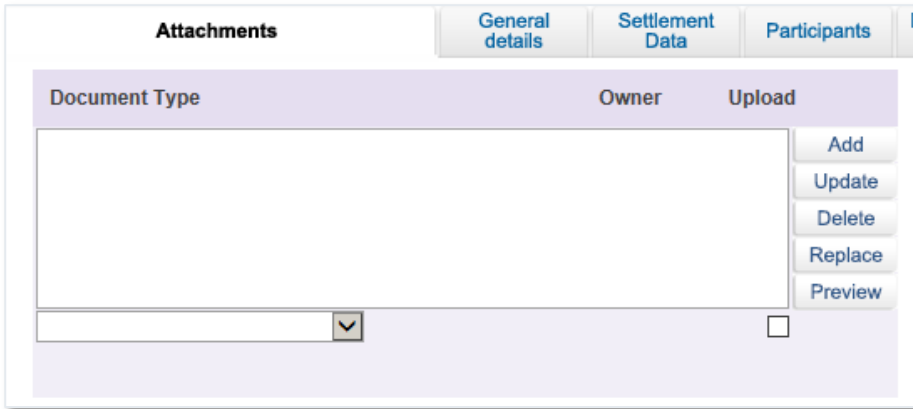 Attachments
General
details
Settlement
Data
Participants
Document Type
Owner
Upload
Add
Update
Delete
Replace
Preview